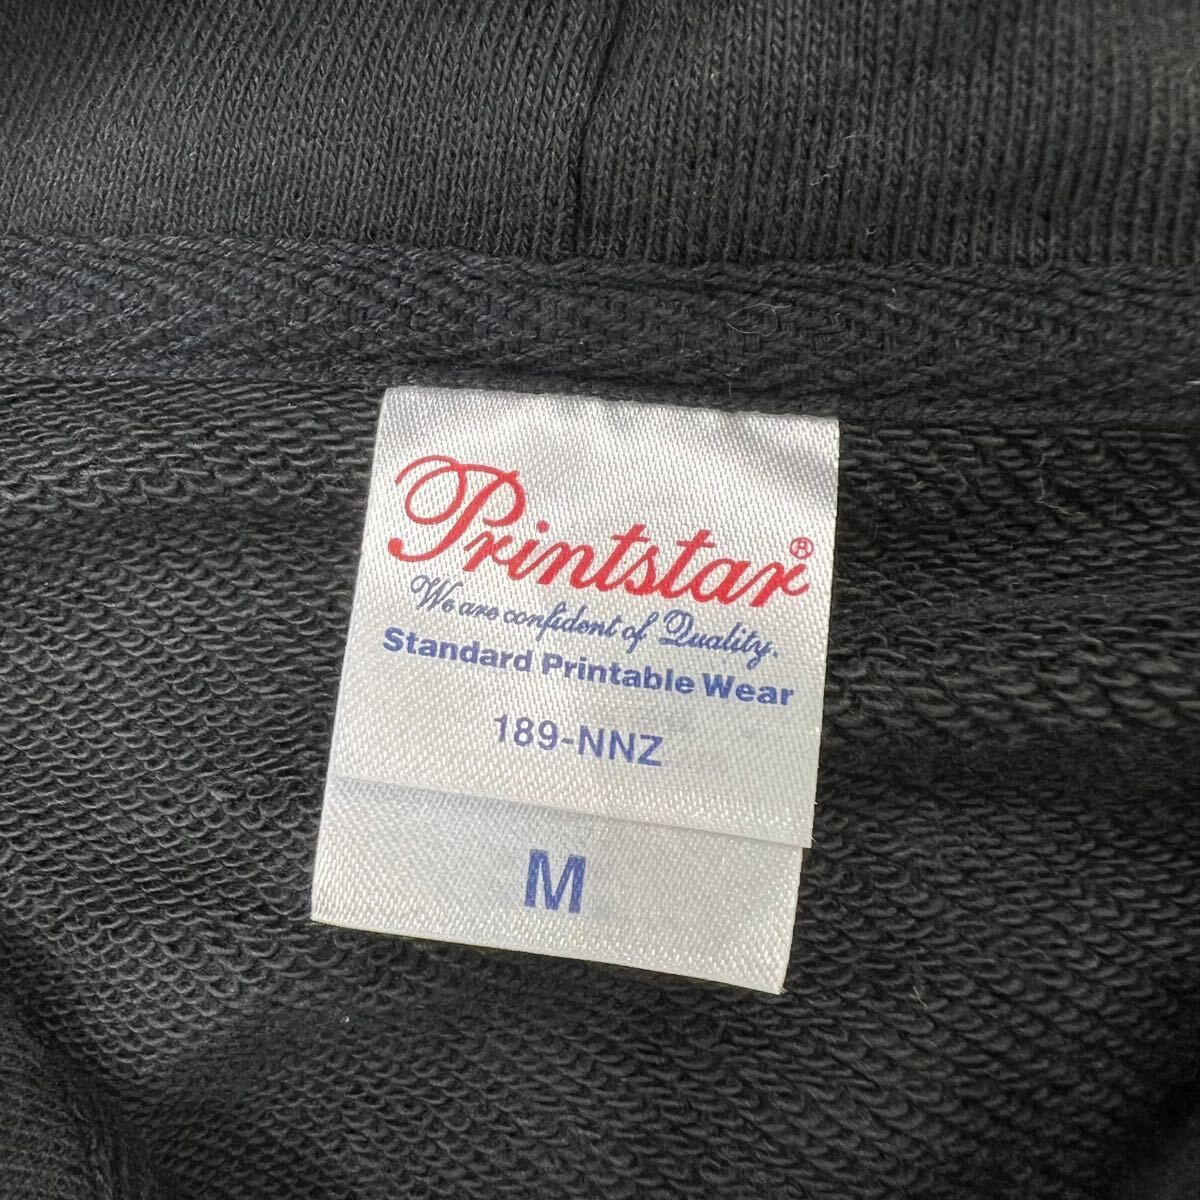 Printstar®
We are confident of Quality.
Standard Printable Wear
189-NNZ
M